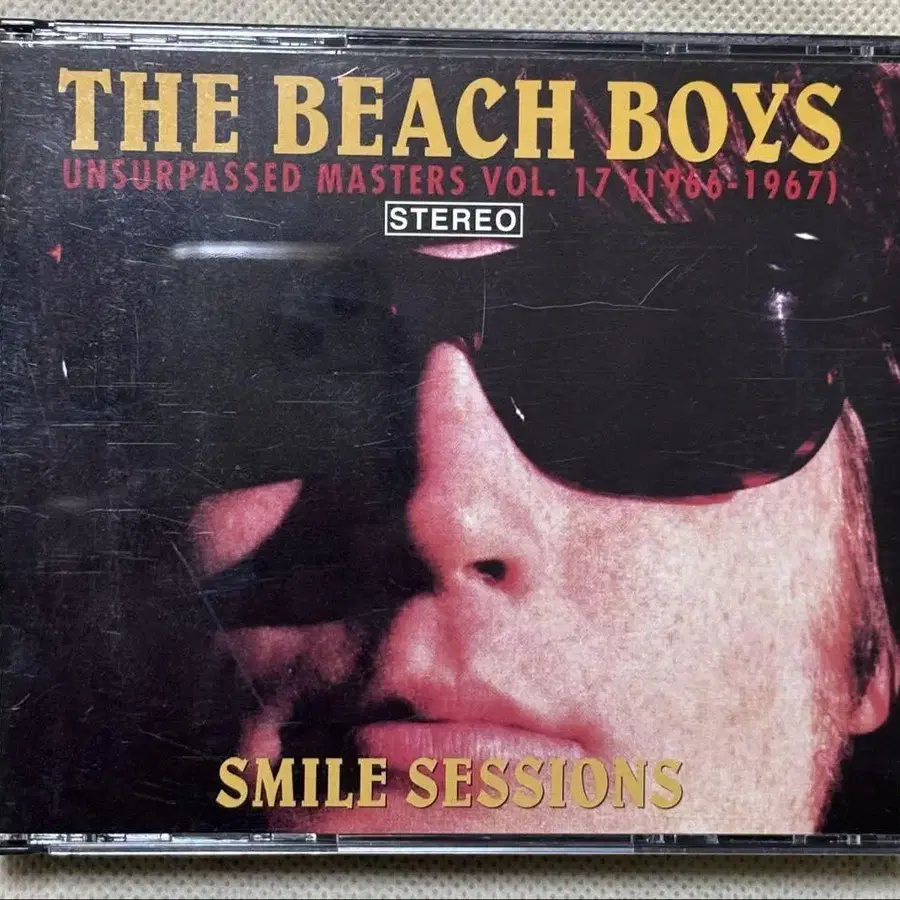 THE BEACH BOYS
UNSURPASSED MASTERS VOL. 17 (1966-1967)
STEREO
SMILE SESSIONS